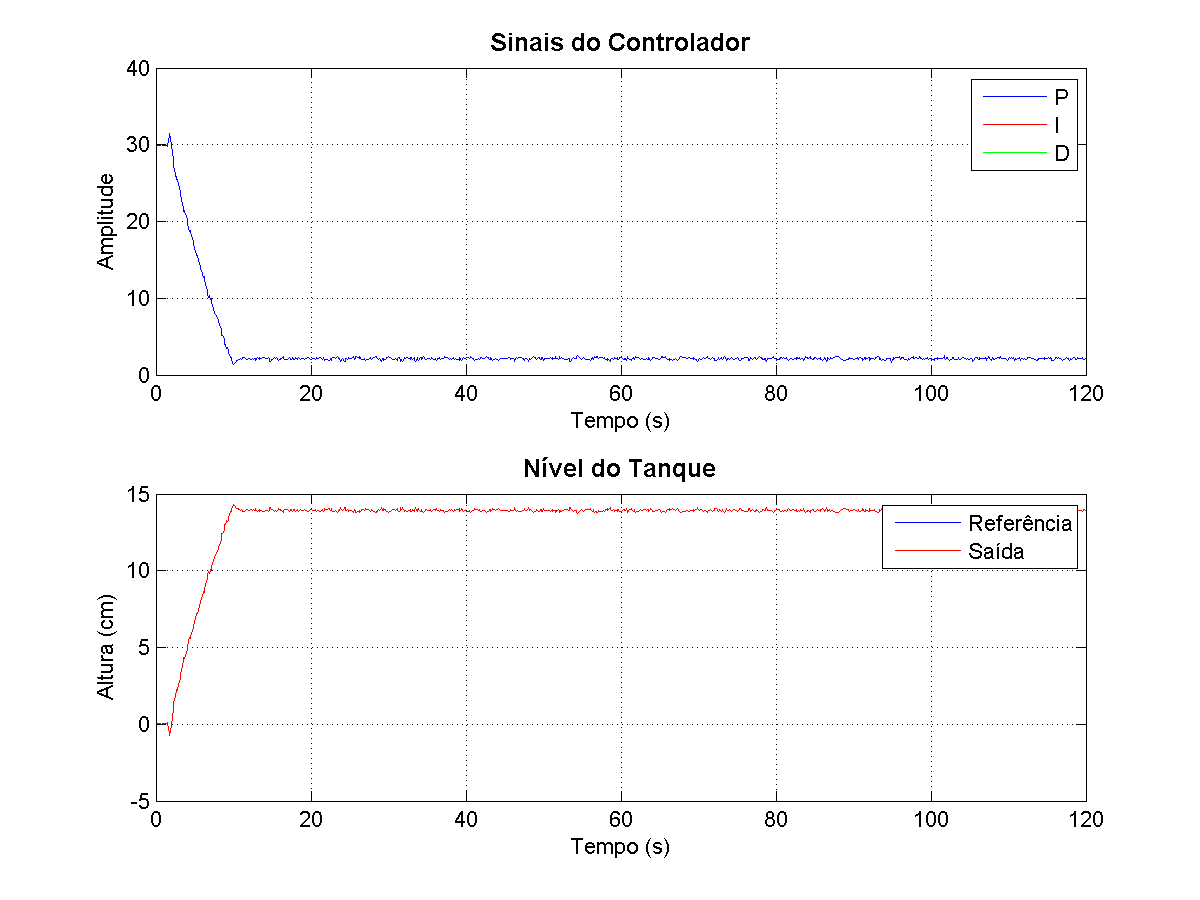 Sinais do Controlador
40
30
20
10
0
Amplitude
P
I
D
0 20 40 60 80 100 120
Tempo (s)
Nível do Tanque
15
10
5
0
-5
Altura (cm)
Referência
Saída
0 20 40 60 80 100 120
Tempo (s)